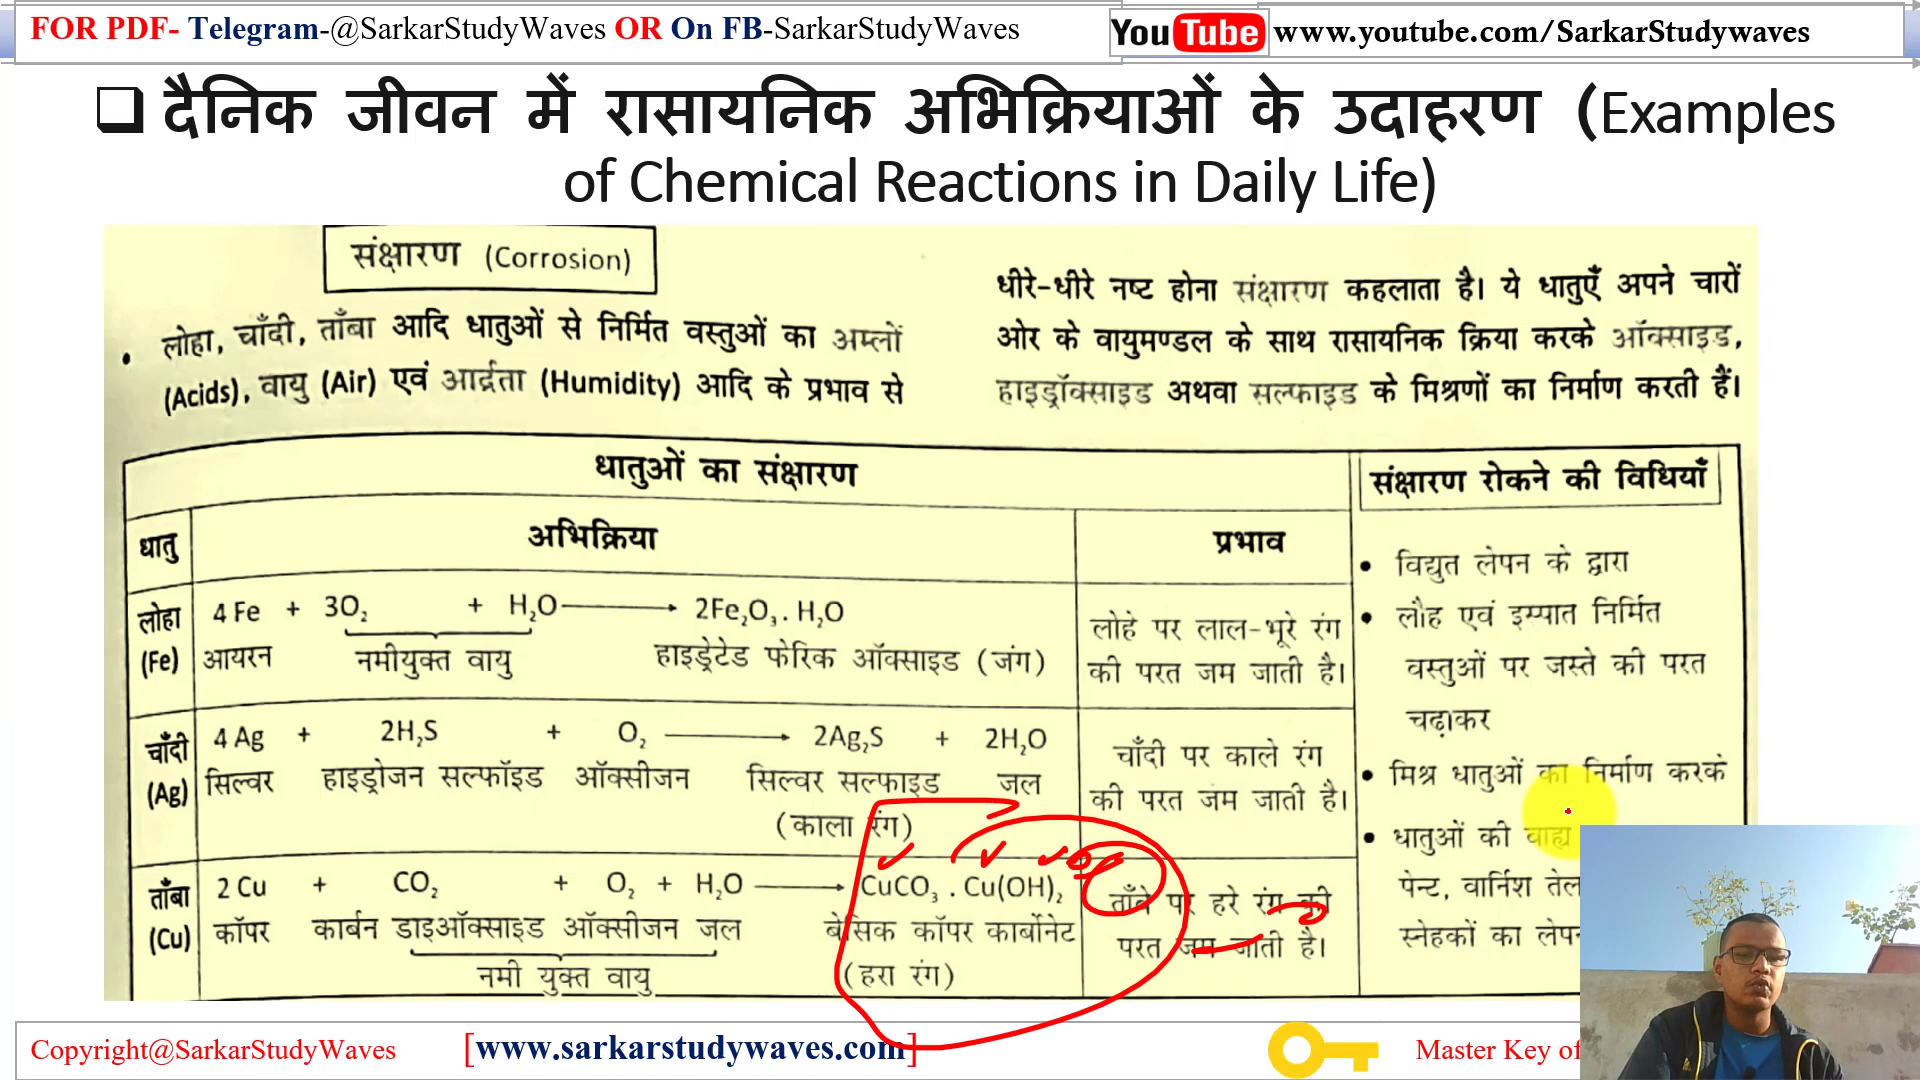 FOR PDF- Telegram-@SarkarStudyWaves OR On FB-SarkarStudyWaves
YouTube www.youtube.com/SarkarStudywaves
❑ दैनिक जीवन में रासायनिक अभिक्रियाओं के उदाहरण (Examples
of Chemical Reactions in Daily Life)
संक्षारण (Corrosion)
• लोहा, चाँदी, ताँबा आदि धातुओं से निर्मित वस्तुओं का अम्लों
(Acids), वायु (Air) एवं आर्द्रता (Humidity) आदि के प्रभाव से
धीरे-धीरे नष्ट होना संक्षारण कहलाता है। ये धातुएँ अपने चारों
ओर के वायुमण्डल के साथ रासायनिक क्रिया करके ऑक्साइड,
हाइड्रॉक्साइड अथवा सल्फाइड के मिश्रणों का निर्माण करती हैं।
धातुओं का संक्षारण
धातु अभिक्रिया प्रभाव
लोहा 4 Fe + 3O₂ + H₂O → 2Fe₂O₃ . H₂O
(Fe) आयरन नमीयुक्त वायु हाइड्रेटेड फेरिक ऑक्साइड (जंग)
लोहे पर लाल-भूरे रंग
की परत जम जाती है।
चाँदी 4 Ag + 2H₂S + O₂ → 2Ag₂S + 2H₂O
(Ag) सिल्वर हाइड्रोजन सल्फॉइड ऑक्सीजन सिल्वर सल्फाइड जल
(काला रंग)
चाँदी पर काले रंग
की परत जम जाती है।
ताँबा 2 Cu + CO₂ + O₂ + H₂O → CuCO₃ . Cu(OH)₂
(Cu) कॉपर कार्बन डाइऑक्साइड ऑक्सीजन जल बेसिक कॉपर कार्बोनेट
नमी युक्त वायु (हरा रंग)
ताँबे पर हरे रंग की
परत जम जाती है।
संक्षारण रोकने की विधियाँ
• विद्युत लेपन के द्वारा
• लौह एवं इस्पात निर्मित
वस्तुओं पर जस्ते की परत
चढ़ाकर
• मिश्र धातुओं का निर्माण करके
• धातुओं की वाह्य
पेन्ट, वार्निश तेल
स्नेहकों का लेप
Copyright@SarkarStudyWaves
[www.sarkarstudywaves.com]
Master Key of